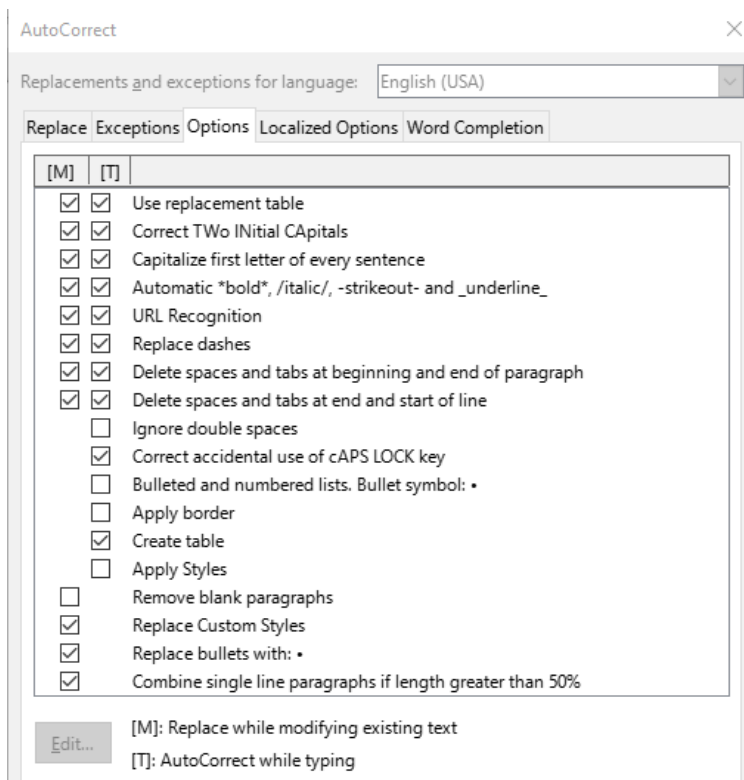 AutoCorrect
Replacements and exceptions for language: English (USA)
Replace Exceptions Options Localized Options Word Completion
[M] [T]
Use replacement table
Correct TWo INitial CApitals
Capitalize first letter of every sentence
Automatic *bold*, /italic/, -strikeout- and _underline_
URL Recognition
Replace dashes
Delete spaces and tabs at beginning and end of paragraph
Delete spaces and tabs at end and start of line
Ignore double spaces
Correct accidental use of cAPS LOCK key
Bulleted and numbered lists. Bullet symbol: •
Apply border
Create table
Apply Styles
Remove blank paragraphs
Replace Custom Styles
Replace bullets with: •
Combine single line paragraphs if length greater than 50%
Edit... [M]: Replace while modifying existing text
[T]: AutoCorrect while typing